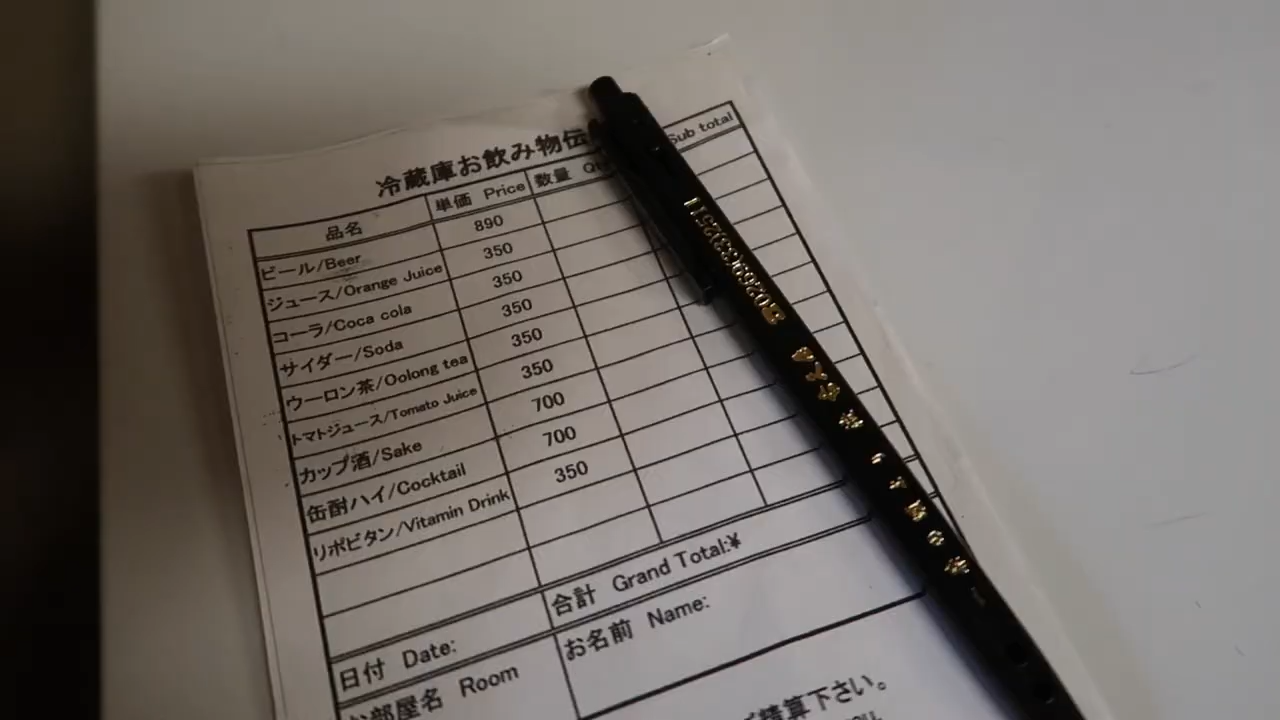 冷蔵庫お飲み物伝
品名 単価 Price 数量 Sub total
ビール/Beer 890
ジュース/Orange Juice 350
コーラ/Coca cola 350
サイダー/Soda 350
ウーロン茶/Oolong tea 350
トマトジュース/Tomato Juice 350
カップ酒/Sake 700
缶酎ハイ/Cocktail 700
リポビタン/Vitamin Drink 350
合計 Grand Total:¥
日付 Date:
お名前 Name:
お部屋名 Room
精算下さい。